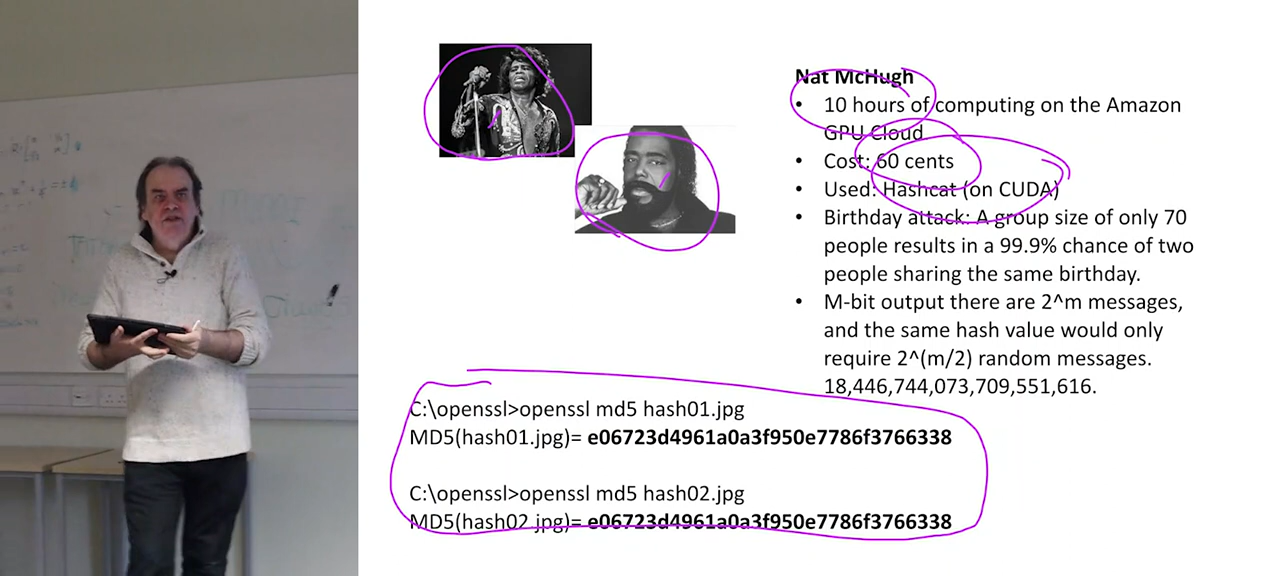 Nat McHugh
• 10 hours of computing on the Amazon
GPU Cloud.
• Cost: 60 cents
• Used: Hashcat (on CUDA)
• Birthday attack: A group size of only 70
people results in a 99.9% chance of two
people sharing the same birthday.
• M-bit output there are 2^m messages,
and the same hash value would only
require 2^(m/2) random messages.
18,446,744,073,709,551,616.
C:\openssl>openssl md5 hash01.jpg
MD5(hash01.jpg)= e06723d4961a0a3f950e7786f3766338
C:\openssl>openssl md5 hash02.jpg
MD5(hash02.jpg)= e06723d4961a0a3f950e7786f3766338